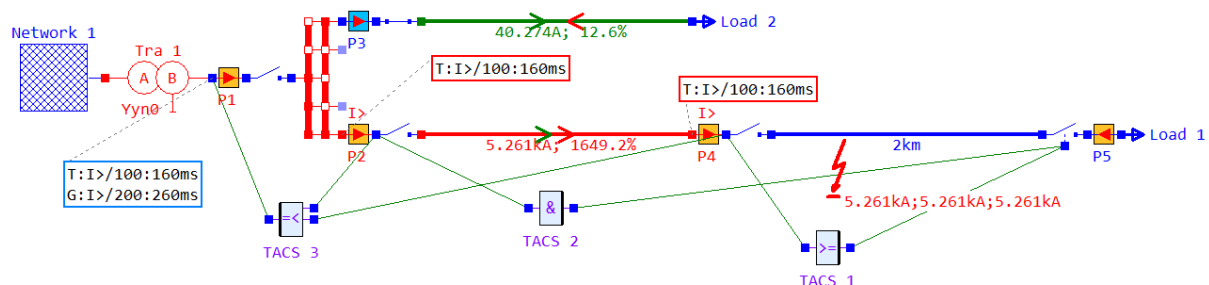 Network 1
Tra 1
A B
Yyn0
P1
P3
40.274A; 12.6%
Load 2
T:I>/100:160ms
T:I>/100:160ms
I>
P2
5.261kA; 1649.2%
I>
P4
2km
P5
Load 1
T:I>/100:160ms
G:I>/200:260ms
=<
TACS 3
&
TACS 2
5.261kA;5.261kA;5.261kA
>=
TACS 1